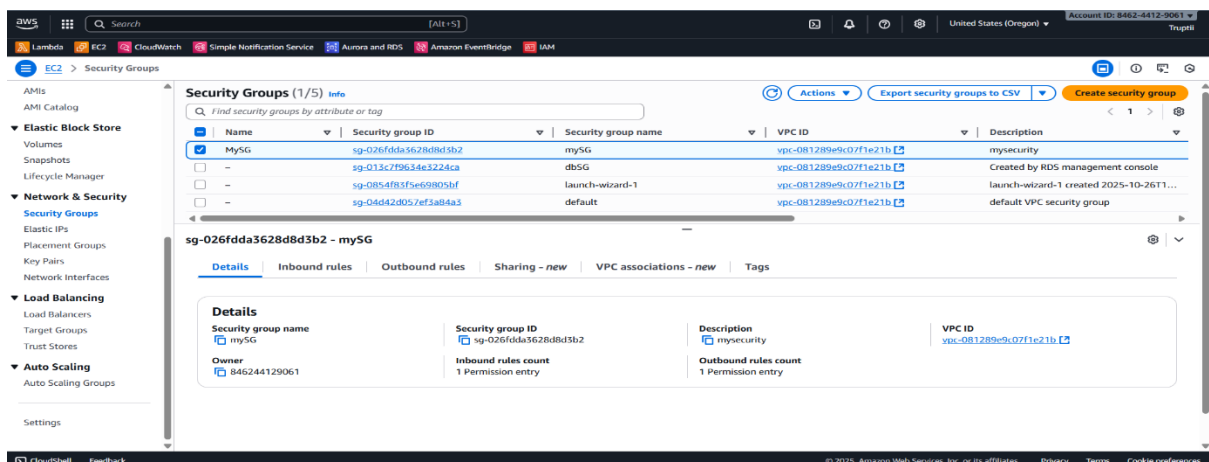 aws Search [Alt+S] United States (Oregon) Account ID: 8462-4412-9061
Truptii
Lambda EC2 CloudWatch Simple Notification Service Aurora and RDS Amazon EventBridge IAM
EC2 > Security Groups
AMIs
AMI Catalog
Elastic Block Store
Volumes
Snapshots
Lifecycle Manager
Network & Security
Security Groups
Elastic IPs
Placement Groups
Key Pairs
Network Interfaces
Load Balancing
Load Balancers
Target Groups
Trust Stores
Auto Scaling
Auto Scaling Groups
Settings
Security Groups (1/5) Info Actions Export security groups to CSV Create security group
Find security groups by attribute or tag 1
Name Security group ID Security group name VPC ID Description
MySG sg-026fdda3628d8d3b2 mySG vpc-081289e9c07f1e21b mysecurity
– sg-013c7f9634e3224ca dbSG vpc-081289e9c07f1e21b Created by RDS management console
– sg-0854f83f5e69805bf launch-wizard-1 vpc-081289e9c07f1e21b launch-wizard-1 created 2025-10-26T1...
– sg-04d42d057ef3a84a3 default vpc-081289e9c07f1e21b default VPC security group
sg-026fdda3628d8d3b2 - mySG
Details Inbound rules Outbound rules Sharing - new VPC associations - new Tags
Details
Security group name Security group ID Description VPC ID
mySG sg-026fdda3628d8d3b2 mysecurity vpc-081289e9c07f1e21b
Owner Inbound rules count Outbound rules count
846244129061 1 Permission entry 1 Permission entry
CloudShell Feedback © 2025, Amazon Web Services, Inc. or its affiliates. Privacy Terms Cookie preferences